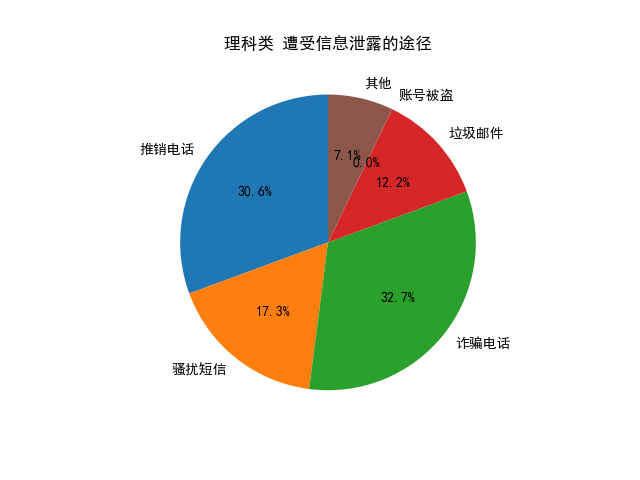 理科类 遭受信息泄露的途径
其他
账号被盗
垃圾邮件
推销电话
7.1%
0.0%
12.2%
30.6%
32.7%
17.3%
诈骗电话
骚扰短信